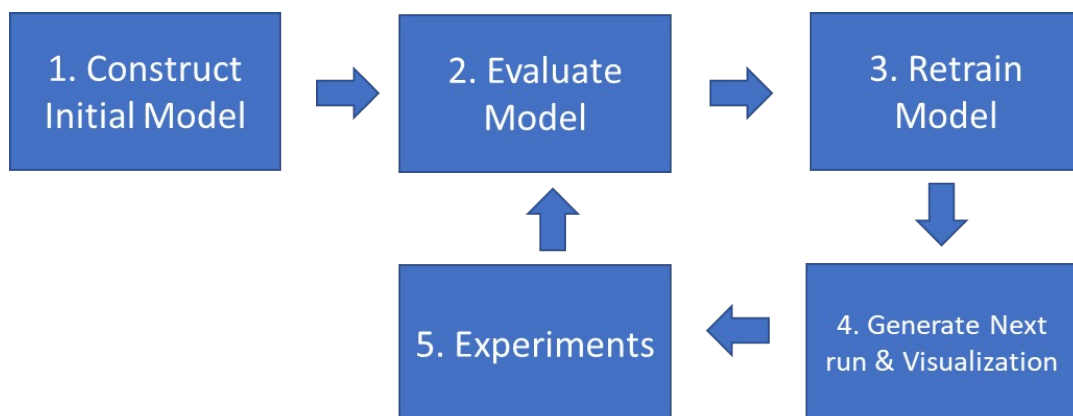 1. Construct
Initial Model
2. Evaluate
Model
3. Retrain
Model
4. Generate Next
run & Visualization
5. Experiments